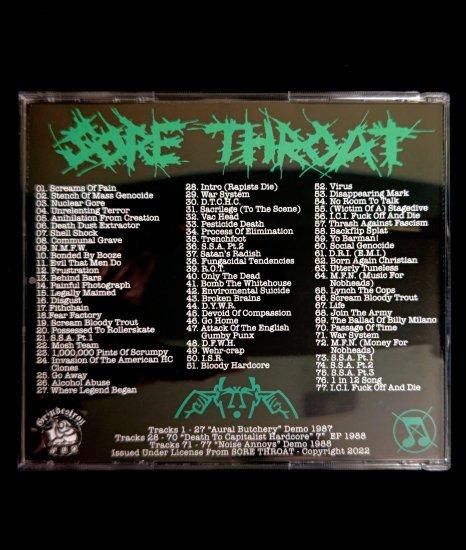 SORE THROAT
01. Screams Of Pain
02. Stench Of Mass Genocide
03. Nuclear Gore
04. Unrelenting Terror
05. Anihilation From Creation
06. Death Dust Extractor
07. Shell Shock
08. Communal Grave
09. N.M.F.W.
10. Bonded By Booze
11. Evil That Men Do
12. Frustration
13. Behind Bars
14. Painful Photograph
15. Legally Maimed
16. Disgust
17. Filthchain
18. Fear Factory
19. Scream Bloody Trout
20. Possessed To Rollerskate
21. S.S.A. Pt.1
22. Mosh Team
23. 1,000,000 Pints Of Scrumpy
24. Invasion Of The American HC
Clones
25. Go Away
26. Alcohol Abuse
27. Where Legend Began
28. Intro (Rapists Die)
29. War System
30. D.T.C.H.C.
31. Sacrilege (To The Scene)
32. Vac Head
33. Pesticide Death
34. Process of Elimination
35. Trenchfoot
36. S.S.A. Pt.2
37. Satan's Radish
38. Fungacidal Tendencies
39. R.O.T.
40. Only The Dead
41. Bomb The Whitehouse
42. Enviromental Suicide
43. Broken Brains
44. D.Y.W.R.
45. Devoid Of Compassion
46. Go Home
47. Attack Of The English
Gumby Punx
48. D.F.W.H.
49. Wehr-crap
50. I.S.R.
51. Bloody Hardcore
52. Virus
53. Disappearing Mark
54. No Room To Talk
55. (Victim Of A) Stagedive
56. I.C.I. Fuck Off And Die
57. Thrash Against Fascism
58. Backflip Splat
59. Yo Barman!
60. Social Genocide
61. D.R.I. (E.M.I.)
62. Born Again Christian
63. Utterly Tuneless
64. M.F.N. (Music For
Nobheads)
65. Lynch The Cops
66. Scream Bloody Trout
67. Life
68. Join The Army
69. The Ballad Of Billy Milano
70. Passage Of Time
71. War System
72. M.F.N. (Money For
Nobheads)
73. S.S.A. Pt.1
74. S.S.A. Pt.2
75. S.S.A. Pt.3
76. 1 in 12 Song
77. I.C.I. Fuck Off And Die
Tracks 1 - 27 "Aural Butchery" Demo 1987
Tracks 28 - 70 "Death To Capitalist Hardcore" 7" EP 1988
Tracks 71 - 77 "Noise Annoys" Demo 1988
Issued Under License From SORE THROAT - Copyright 2022